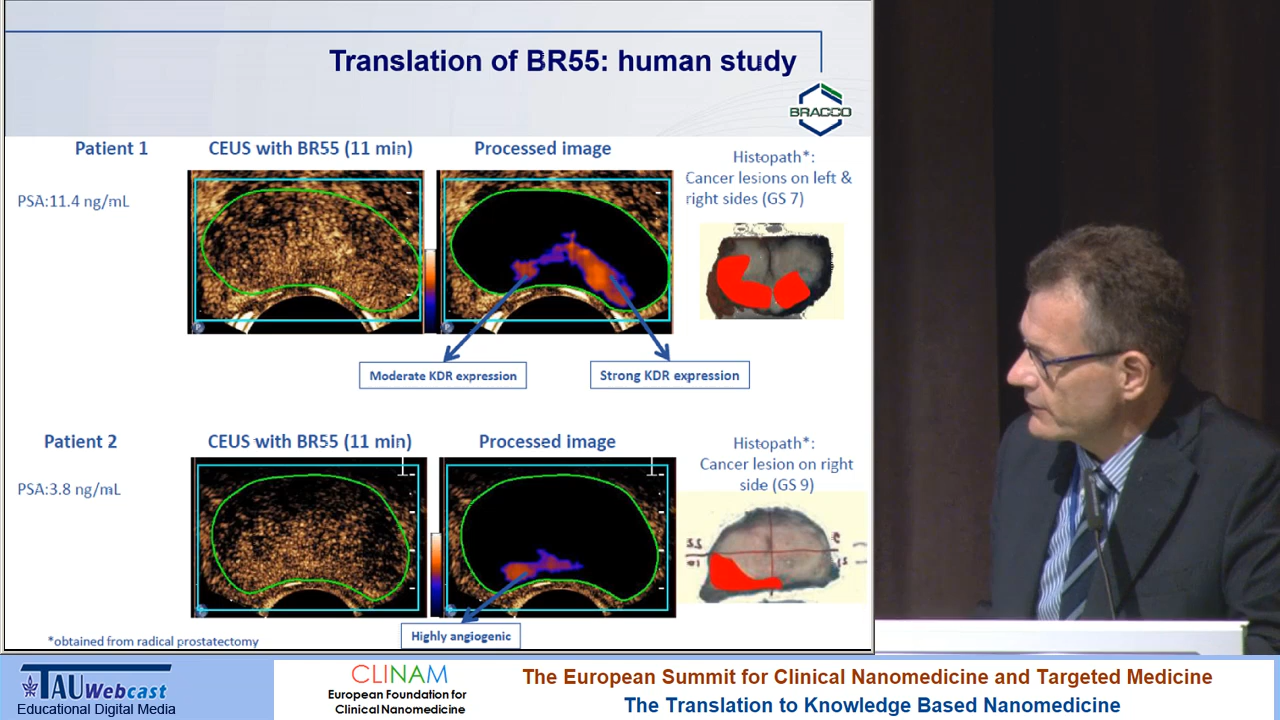 Translation of BR55: human study
BRACCO
Patient 1
CEUS with BR55 (11 min)
Processed image
Histopath*:
Cancer lesions on left &
right sides (GS 7)
PSA:11.4 ng/mL
Moderate KDR expression
Strong KDR expression
Patient 2
CEUS with BR55 (11 min)
Processed image
Histopath*:
Cancer lesion on right
side (GS 9)
PSA:3.8 ng/mL
Highly angiogenic
*obtained from radical prostatectomy
TAU Webcast
Educational Digital Media
CLINAM
European Foundation for
Clinical Nanomedicine
The European Summit for Clinical Nanomedicine and Targeted Medicine
The Translation to Knowledge Based Nanomedicine